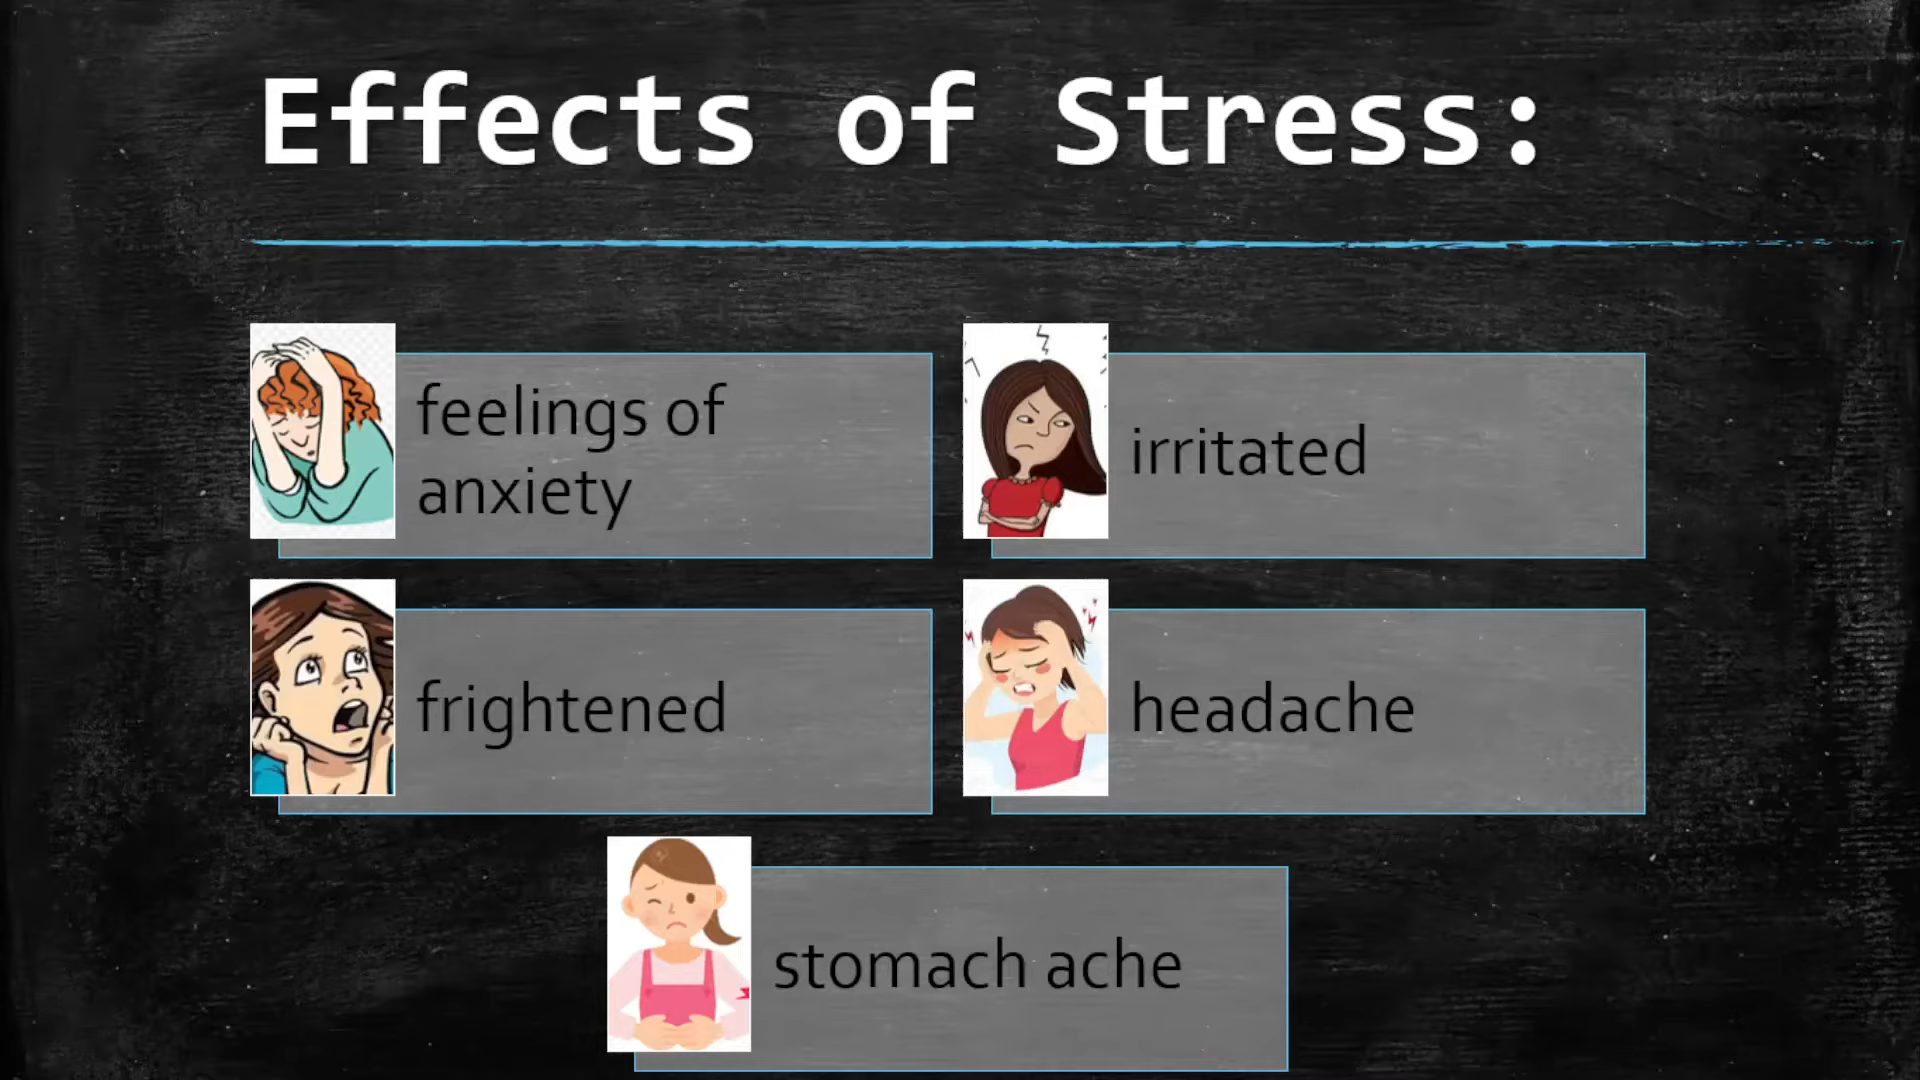 Effects of Stress:
feelings of
anxiety
irritated
frightened
headache
stomach ache